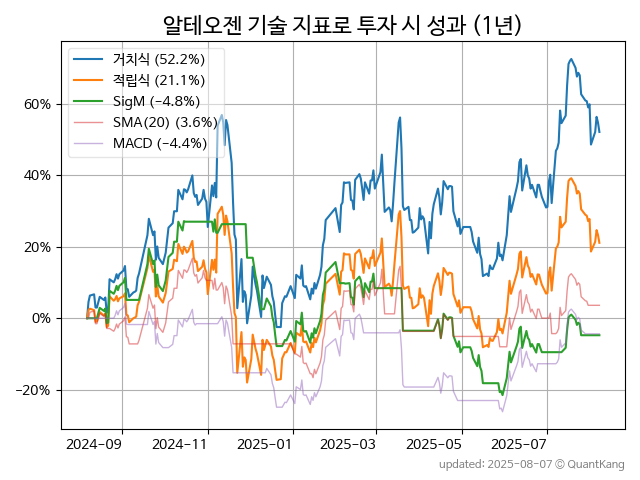 알테오젠 기술 지표로 투자 시 성과 (1년)
거치식 (52.2%)
적립식 (21.1%)
SigM (−4.8%)
SMA(20) (3.6%)
MACD (−4.4%)
60%
40%
20%
0%
−20%
2024-09
2024-11
2025-01
2025-03
2025-05
2025-07
updated: 2025-08-07 © QuantKang